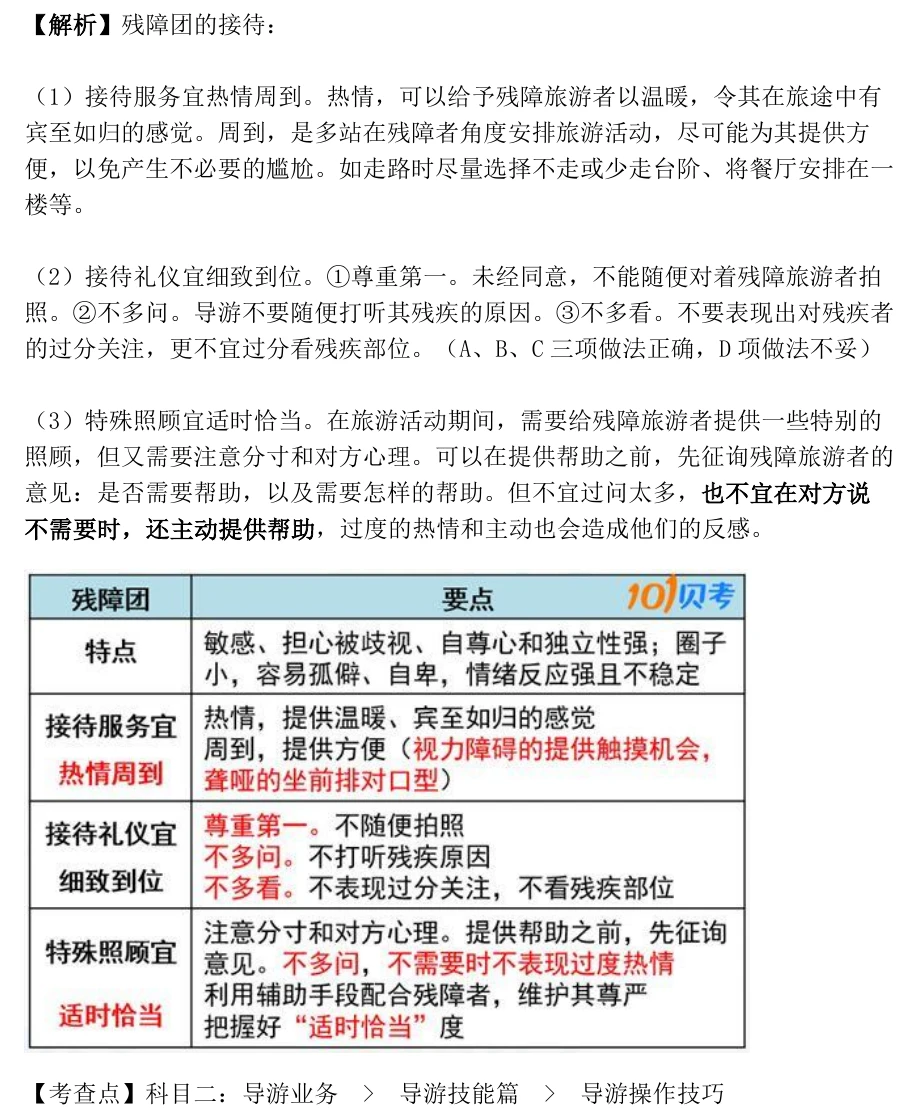 【解析】残障团的接待：
（1）接待服务宜热情周到。热情，可以给予残障旅游者以温暖，令其在旅途中有
宾至如归的感觉。周到，是多站在残障者角度安排旅游活动，尽可能为其提供方
便，以免产生不必要的尴尬。如走路时尽量选择不走或少走台阶、将餐厅安排在一
楼等。
（2）接待礼仪宜细致到位。①尊重第一。未经同意，不能随便对着残障旅游者拍
照。②不多问。导游不要随便打听其残疾的原因。③不多看。不要表现出对残疾者
的过分关注，更不宜过分看残疾部位。（A、B、C 三项做法正确，D 项做法不妥）
（3）特殊照顾宜适时恰当。在旅游活动期间，需要给残障旅游者提供一些特别的
照顾，但又需要注意分寸和对方心理。可以在提供帮助之前，先征询残障旅游者的
意见：是否需要帮助，以及需要怎样的帮助。但不宜过问太多，也不宜在对方说
不需要时，还主动提供帮助，过度的热情和主动也会造成他们的反感。
残障团 要点 101贝考
特点
敏感、担心被歧视、自尊心和独立性强；圈子
小，容易孤僻、自卑，情绪反应强且不稳定
接待服务宜
热情周到
热情，提供温暖、宾至如归的感觉
周到，提供方便（视力障碍的提供触摸机会，
聋哑的坐前排对口型）
接待礼仪宜
细致到位
尊重第一。不随便拍照
不多问。不打听残疾原因
不多看。不表现过分关注，不看残疾部位
特殊照顾宜
适时恰当
注意分寸和对方心理。提供帮助之前，先征询
意见。不多问，不需要时不表现过度热情
利用辅助手段配合残障者，维护其尊严
把握好“适时恰当”度
【考查点】科目二：导游业务 > 导游技能篇 > 导游操作技巧